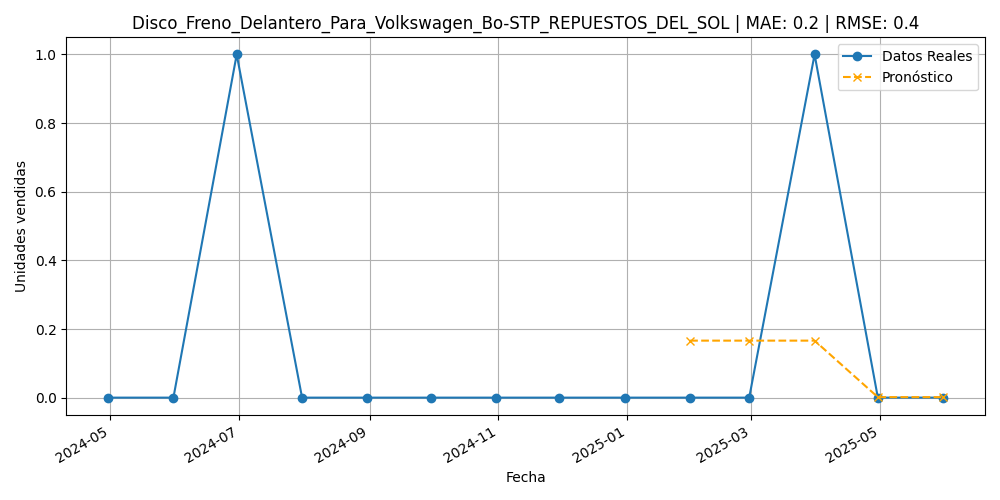 Disco_Freno_Delantero_Para_Volkswagen_Bo-STP_REPUESTOS_DEL_SOL | MAE: 0.2 | RMSE: 0.4
Datos Reales
Pronóstico
Unidades vendidas
1.0
0.8
0.6
0.4
0.2
0.0
2024-05
2024-07
2024-09
2024-11
2025-01
2025-03
2025-05
Fecha